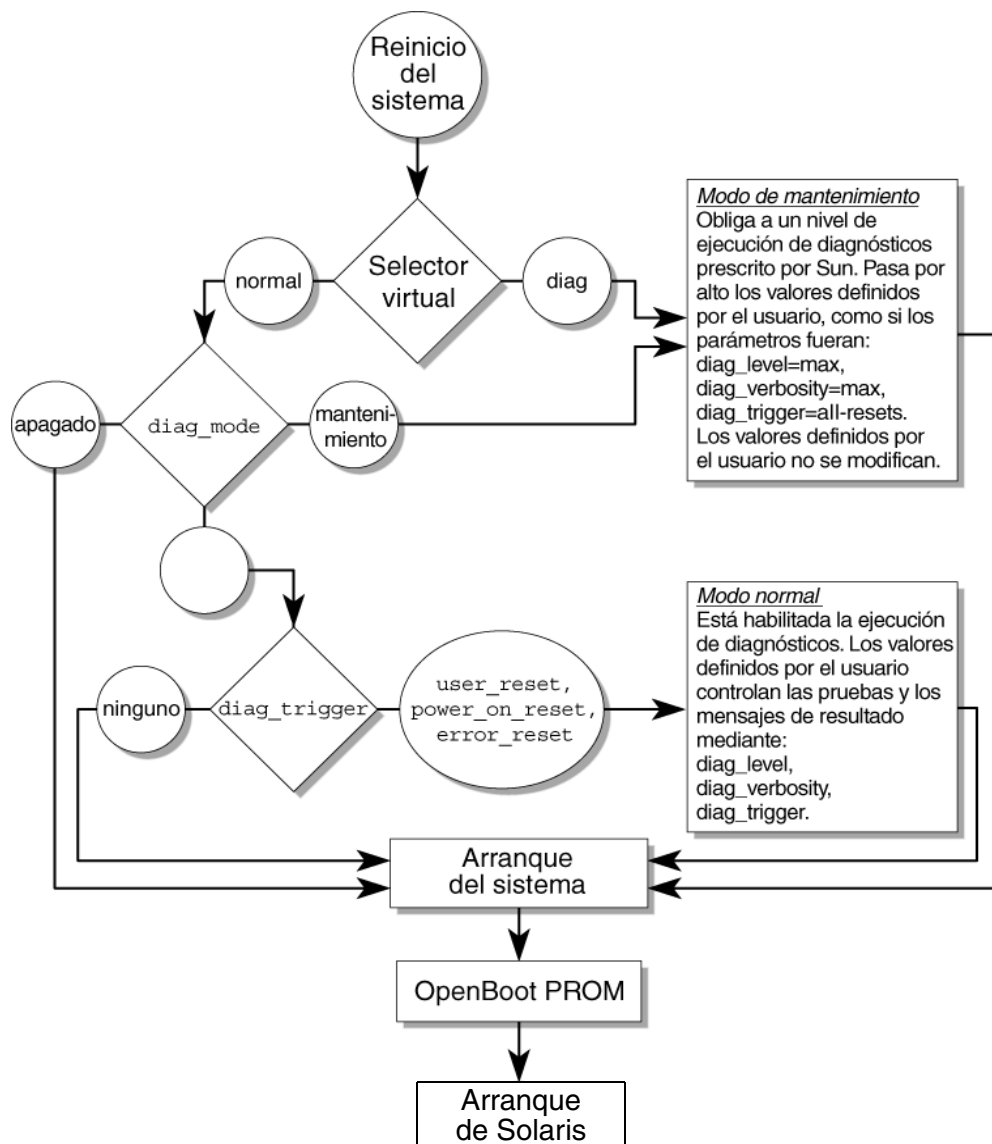 Reinicio
del
sistema
normal
Selector
virtual
diag
Modo de mantenimiento
Obliga a un nivel de
ejecución de diagnósticos
prescrito por Sun. Pasa por
alto los valores definidos
por el usuario, como si los
parámetros fueran:
diag_level=max,
diag_verbosity=max,
diag_trigger=all-resets.
Los valores definidos por
el usuario no se modifican.
apagado
diag_mode
manteni-
miento
ninguno
diag_trigger
user_reset,
power_on_reset,
error_reset
Modo normal
Está habilitada la ejecución
de diagnósticos. Los valores
definidos por el usuario
controlan las pruebas y los
mensajes de resultado
mediante:
diag_level,
diag_verbosity,
diag_trigger.
Arranque
del sistema
OpenBoot PROM
Arranque
de Solaris